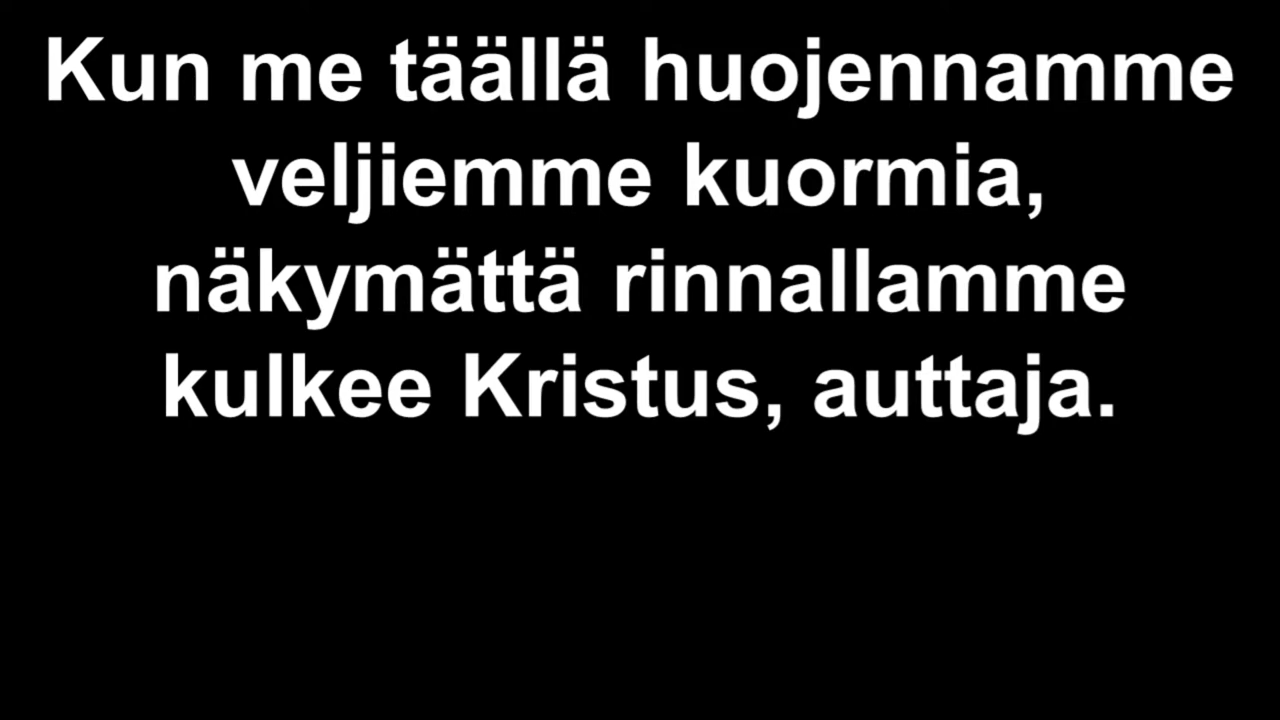 Kun me täällä huojennamme
veljiemme kuormia,
näkymättä rinnallamme
kulkee Kristus, auttaja.